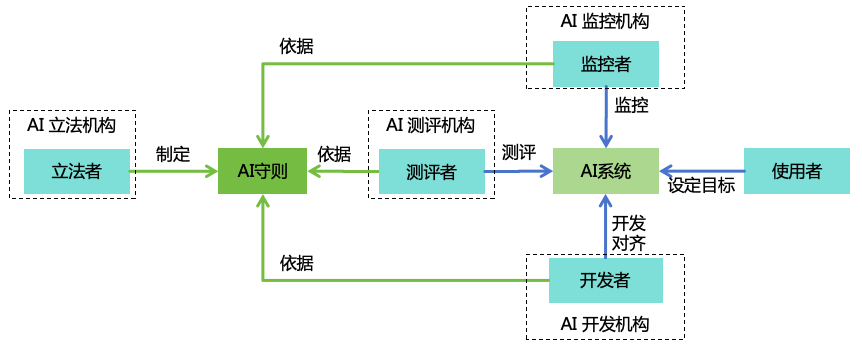 AI 监控机构
依据
监控者
监控
AI 立法机构
AI 测评机构
立法者
制定
AI守则
依据
测评者
测评
AI系统
设定目标
使用者
开发
对齐
依据
开发者
AI 开发机构